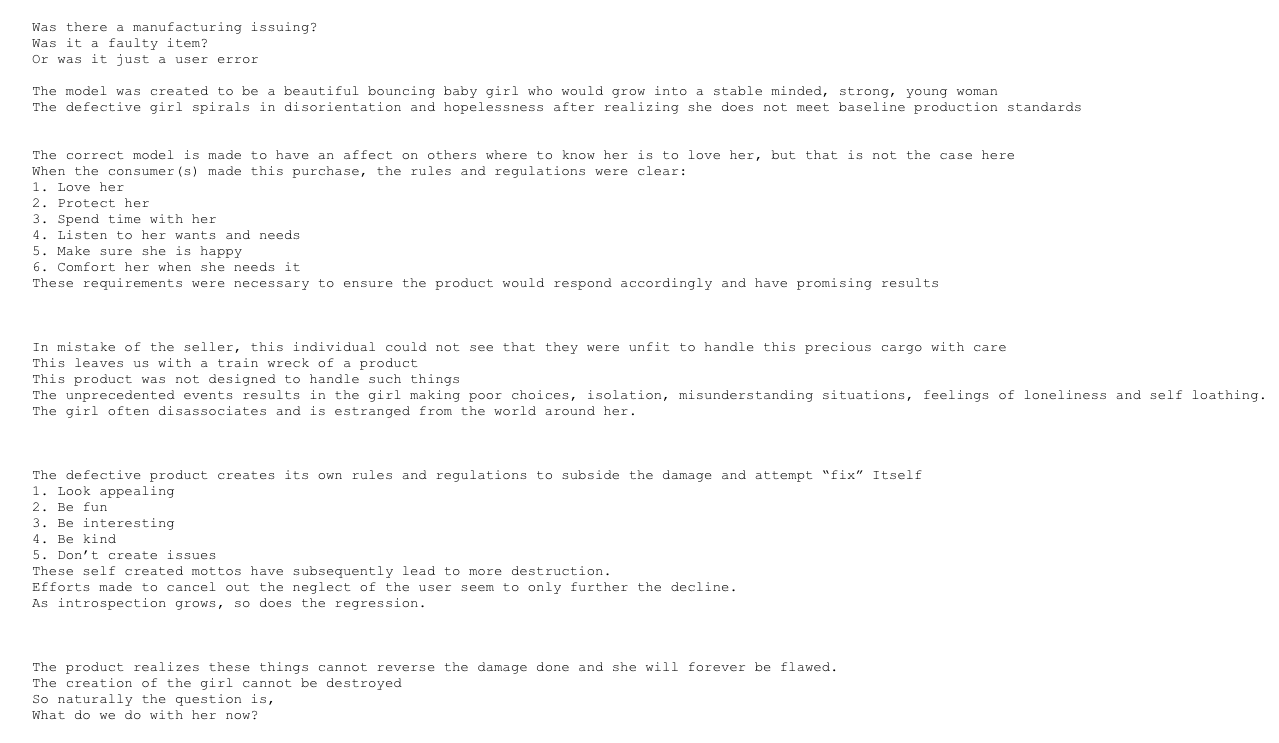 Was there a manufacturing issuing?
Was it a faulty item?
Or was it just a user error
The model was created to be a beautiful bouncing baby girl who would grow into a stable minded, strong, young woman
The defective girl spirals in disorientation and hopelessness after realizing she does not meet baseline production standards
The correct model is made to have an affect on others where to know her is to love her, but that is not the case here
When the consumer(s) made this purchase, the rules and regulations were clear:
1. Love her
2. Protect her
3. Spend time with her
4. Listen to her wants and needs
5. Make sure she is happy
6. Comfort her when she needs it
These requirements were necessary to ensure the product would respond accordingly and have promising results
In mistake of the seller, this individual could not see that they were unfit to handle this precious cargo with care
This leaves us with a train wreck of a product
This product was not designed to handle such things
The unprecedented events results in the girl making poor choices, isolation, misunderstanding situations, feelings of loneliness and self loathing.
The girl often disassociates and is estranged from the world around her.
The defective product creates its own rules and regulations to subside the damage and attempt “fix” Itself
1. Look appealing
2. Be fun
3. Be interesting
4. Be kind
5. Don’t create issues
These self created mottos have subsequently lead to more destruction.
Efforts made to cancel out the neglect of the user seem to only further the decline.
As introspection grows, so does the regression.
The product realizes these things cannot reverse the damage done and she will forever be flawed.
The creation of the girl cannot be destroyed
So naturally the question is,
What do we do with her now?